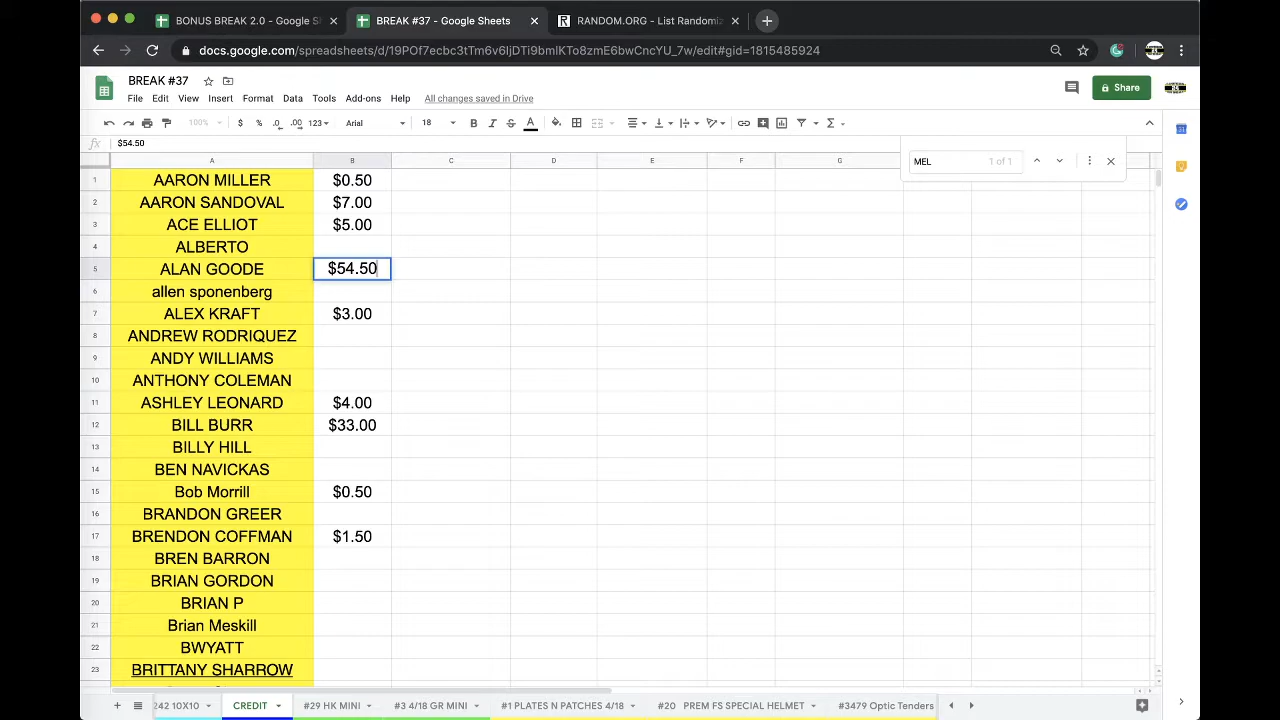 BONUS BREAK 2.0 - Google S
BREAK #37 - Google Sheets
RANDOM.ORG - List Randomiz
docs.google.com/spreadsheets/d/19POf7ecbc3tTm6v6IjDTi9bmIKTo8zmE6bwCncYU_7w/edit#gid=1815485924
BREAK #37
File Edit View Insert Format Data Tools Add-ons Help All changes saved in Drive
Share
100% $ % .0 .00 123 Arial 18 B I S A
fx $54.50
MEL 1 of 1
A B C D E F G
1 AARON MILLER $0.50
2 AARON SANDOVAL $7.00
3 ACE ELLIOT $5.00
4 ALBERTO
5 ALAN GOODE $54.50
6 allen sponenberg
7 ALEX KRAFT $3.00
8 ANDREW RODRIQUEZ
9 ANDY WILLIAMS
10 ANTHONY COLEMAN
11 ASHLEY LEONARD $4.00
12 BILL BURR $33.00
13 BILLY HILL
14 BEN NAVICKAS
15 Bob Morrill $0.50
16 BRANDON GREER
17 BRENDON COFFMAN $1.50
18 BREN BARRON
19 BRIAN GORDON
20 BRIAN P
21 Brian Meskill
22 BWYATT
23 BRITTANY SHARROW
242 10X10 CREDIT #29 HK MINI #3 4/18 GR MINI #1 PLATES N PATCHES 4/18 #20 PREM FS SPECIAL HELMET #3479 Optic Tenders